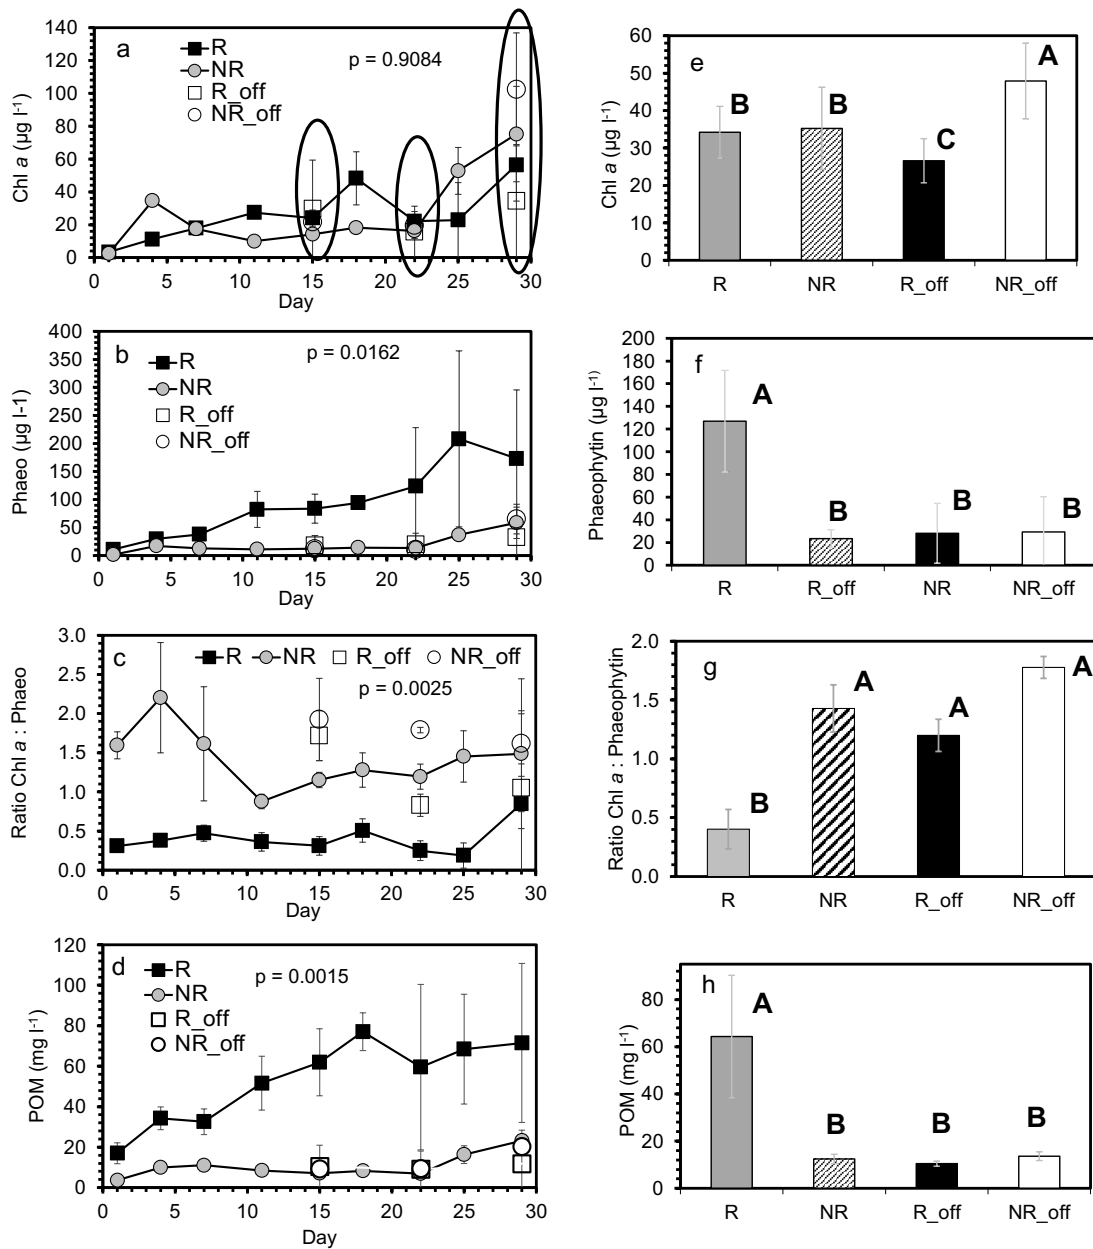 a
p = 0.9084
R
NR
R_off
NR_off
140
120
100
80
60
40
20
0
Chl a (µg l-1)
0 5 10 15 20 25 30
Day
e
60
50
40
30
20
10
0
Chl a (µg l-1)
B B C A
R NR R_off NR_off
b
p = 0.0162
R
NR
R_off
NR_off
400
350
300
250
200
150
100
50
0
Phaeo (µg l-1)
0 5 10 15 20 25 30
Day
f
200
180
160
140
120
100
80
60
40
20
0
Phaeophytin (µg l-1)
A B B B
R R_off NR NR_off
c
R NR R_off NR_off
p = 0.0025
3.0
2.5
2.0
1.5
1.0
0.5
0.0
Ratio Chl a : Phaeo
0 5 10 15 20 25 30
Day
g
2.0
1.5
1.0
0.5
0.0
Ratio Chl a : Phaeophytin
B A A A
R NR R_off NR_off
d
p = 0.0015
R
NR
R_off
NR_off
120
100
80
60
40
20
0
POM (mg l-1)
0 5 10 15 20 25 30
Day
h
80
60
40
20
0
POM (mg l-1)
A B B B
R NR R_off NR_off